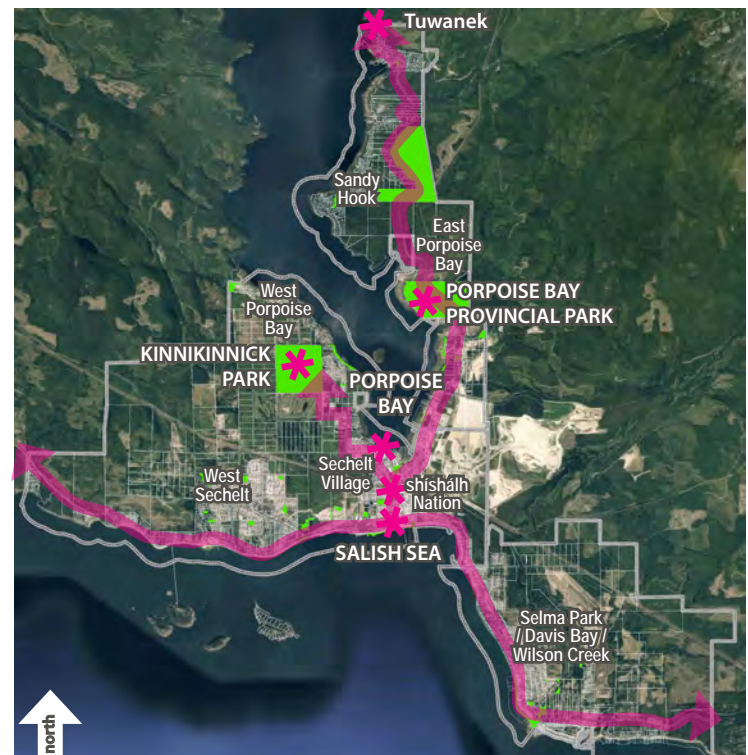 Tuwanek
Sandy
Hook
East
Porpoise
Bay
PORPOISE BAY
PROVINCIAL PARK
West
Porpoise
Bay
KINNIKINNICK
PARK
PORPOISE
BAY
Sechelt
Village
West
Sechelt
shíshálh
Nation
SALISH SEA
Selma Park
/ Davis Bay /
Wilson Creek
north